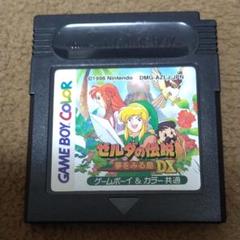 ©1998 Nintendo DMG-AZLJ-JPN
GAME BOY COLOR
ゼルダの伝説
夢をみる島
DX
ゲームボーイ & カラー共通